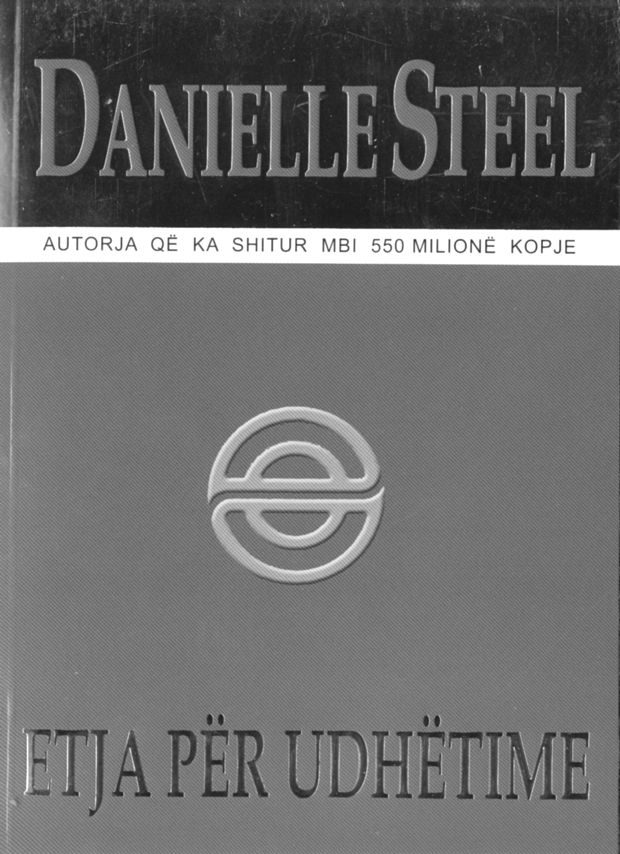 DANIELLE STEEL
AUTORJA QË KA SHITUR MBI 550 MILIONË KOPJE
ETJA PËR UDHËTIME